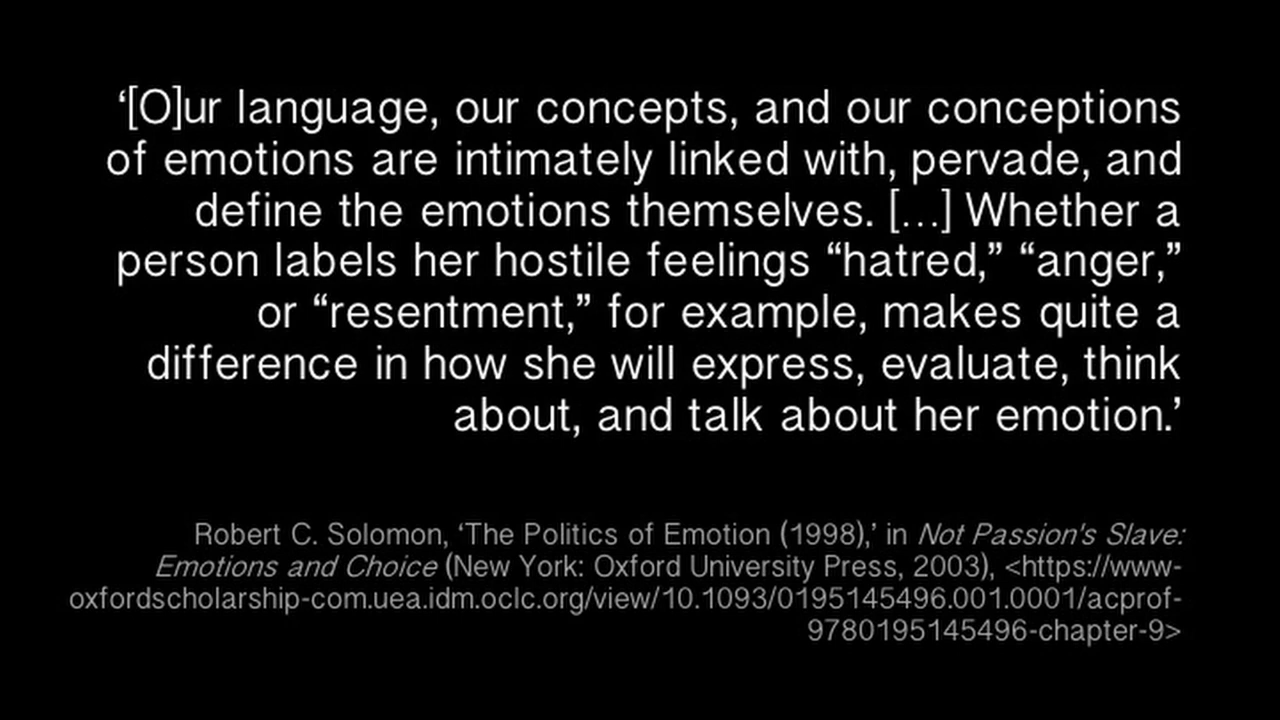 ‘[O]ur language, our concepts, and our conceptions
of emotions are intimately linked with, pervade, and
define the emotions themselves. […] Whether a
person labels her hostile feelings “hatred,” “anger,”
or “resentment,” for example, makes quite a
difference in how she will express, evaluate, think
about, and talk about her emotion.’
Robert C. Solomon, ‘The Politics of Emotion (1998),’ in Not Passion's Slave:
Emotions and Choice (New York: Oxford University Press, 2003), <https://www-
oxfordscholarship-com.uea.idm.oclc.org/view/10.1093/0195145496.001.0001/acprof-
9780195145496-chapter-9>